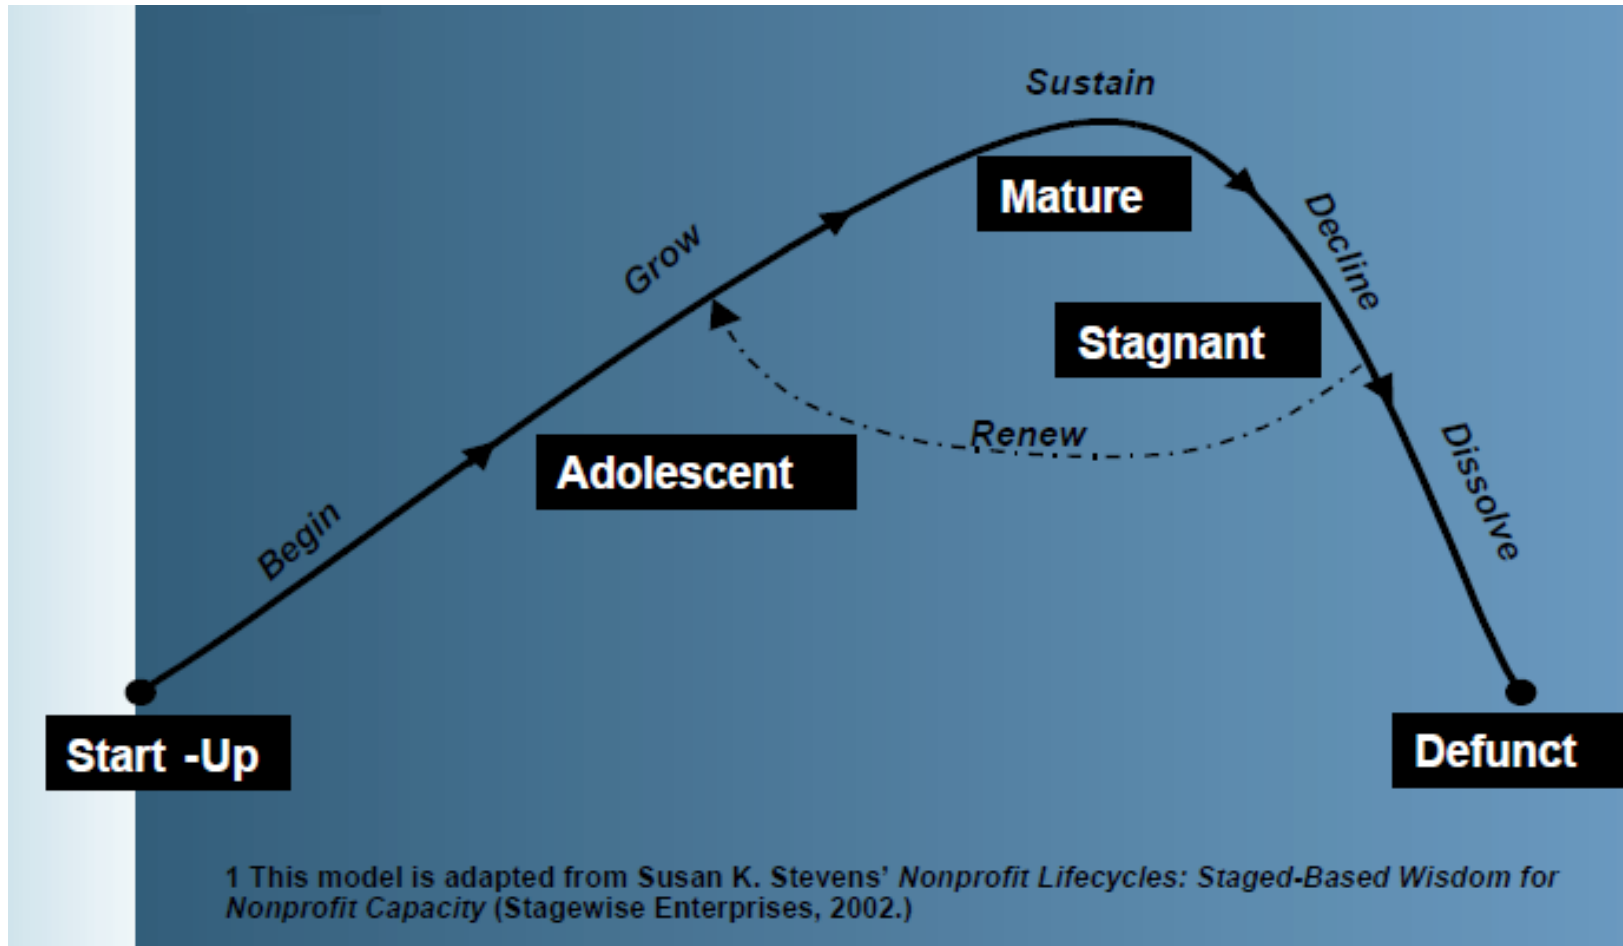 Sustain
Mature
Decline
Grow
Stagnant
Renew
Dissolve
Adolescent
Begin
Start -Up
Defunct
1 This model is adapted from Susan K. Stevens’ Nonprofit Lifecycles: Staged-Based Wisdom for
Nonprofit Capacity (Stagewise Enterprises, 2002.)